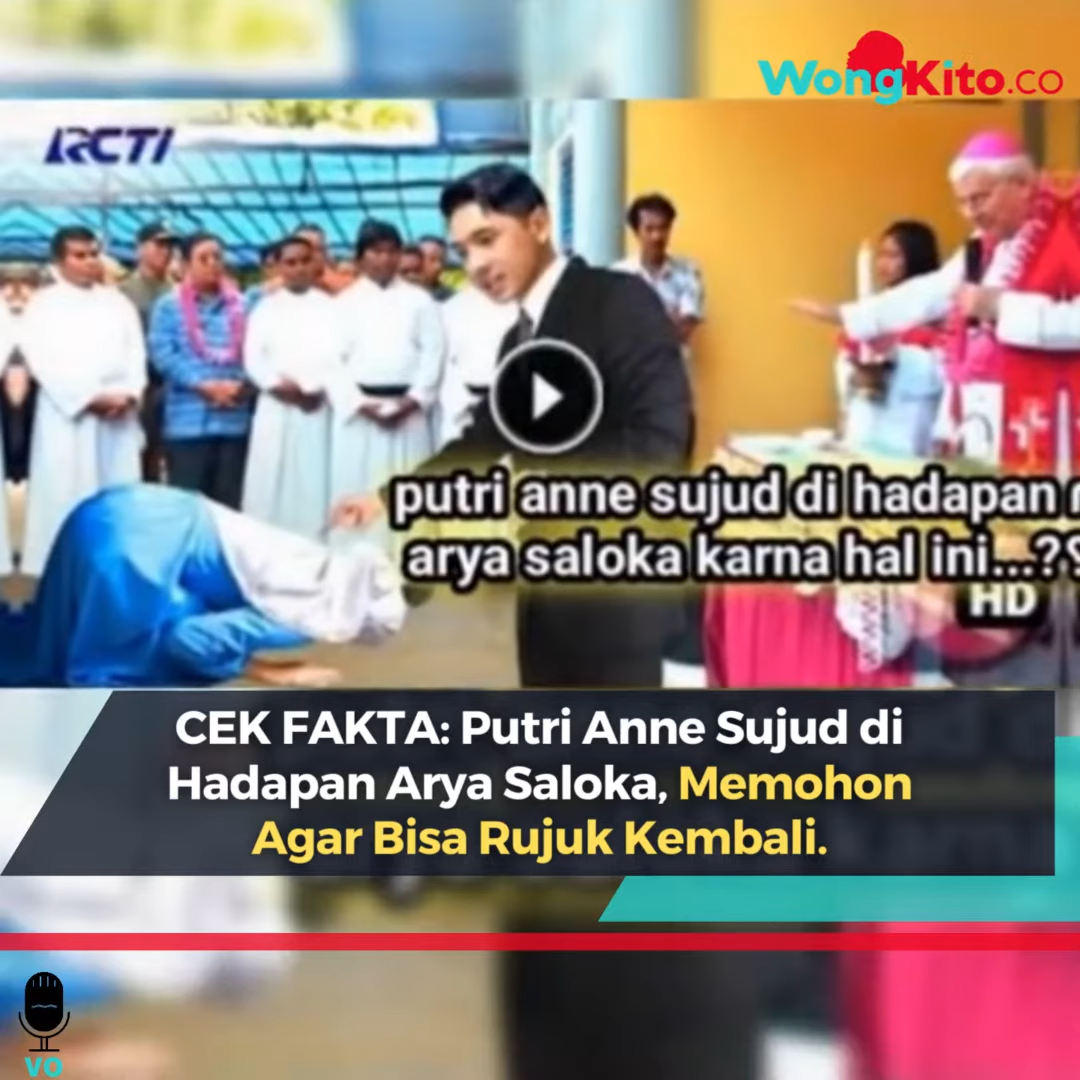 WongKito.co
RCTI
putri anne sujud di hadapan
arya saloka karna hal ini...?
HD
CEK FAKTA: Putri Anne Sujud di
Hadapan Arya Saloka, Memohon
Agar Bisa Rujuk Kembali.
VO